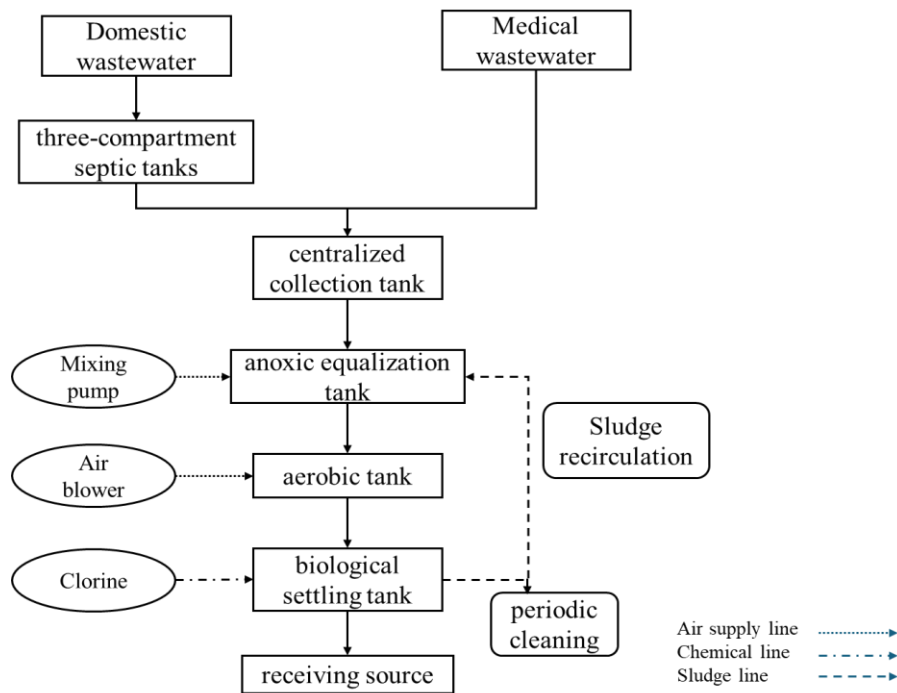 Domestic
wastewater
Medical
wastewater
three-compartment
septic tanks
centralized
collection tank
Mixing
pump
anoxic equalization
tank
Sludge
recirculation
Air
blower
aerobic tank
Clorine
biological
settling tank
periodic
cleaning
receiving source
Air supply line
Chemical line
Sludge line